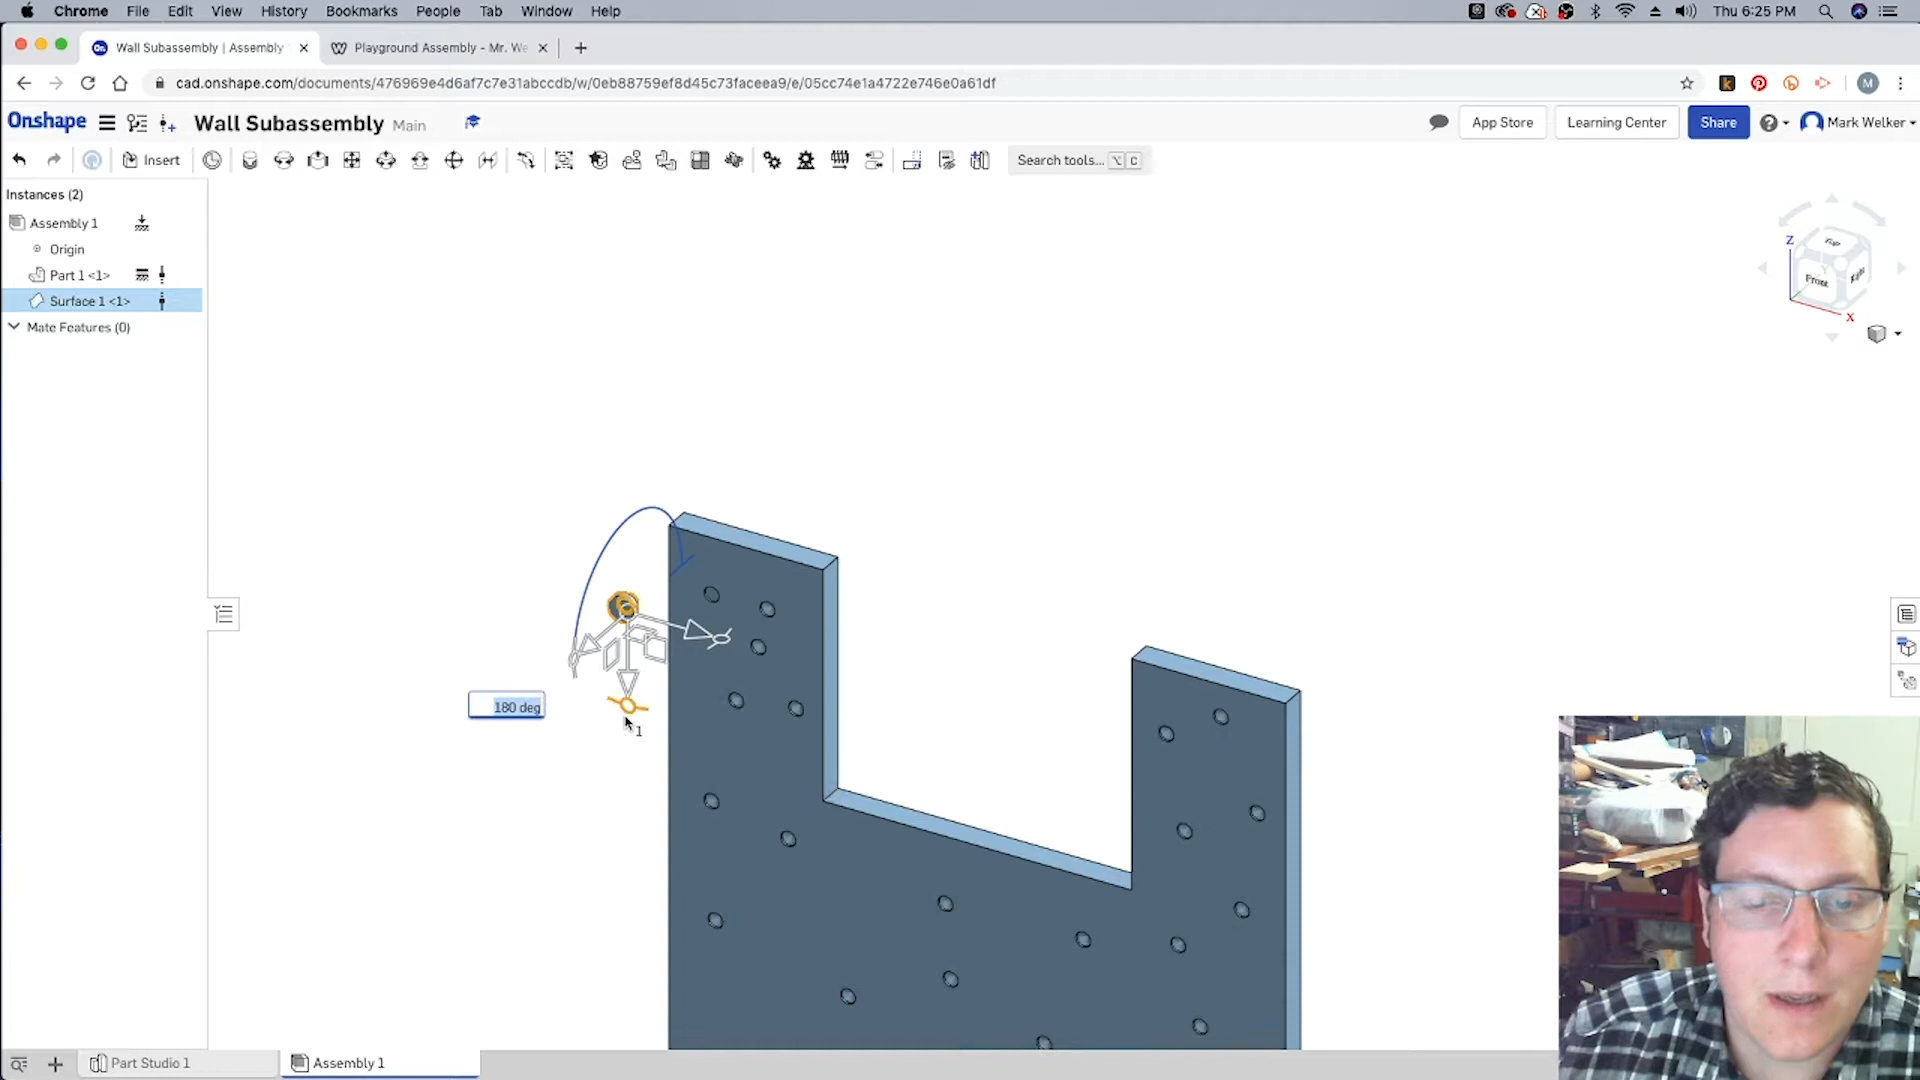 Chrome File Edit View History Bookmarks People Tab Window Help Thu 6:25 PM
Wall Subassembly | Assembly Playground Assembly - Mr. We
cad.onshape.com/documents/476969e4d6af7c7e31abccdb/w/0eb88759ef8d45c73faceea9/e/05cc74e1a4722e746e0a61df M
Onshape Wall Subassembly Main App Store Learning Center Share Mark Welker
Insert Search tools... ⌥ C
Instances (2)
Assembly 1
Origin
Part 1 <1>
Surface 1 <1>
Mate Features (0)
Z
Top
Front
Right
X
180 deg
1
Part Studio 1 Assembly 1